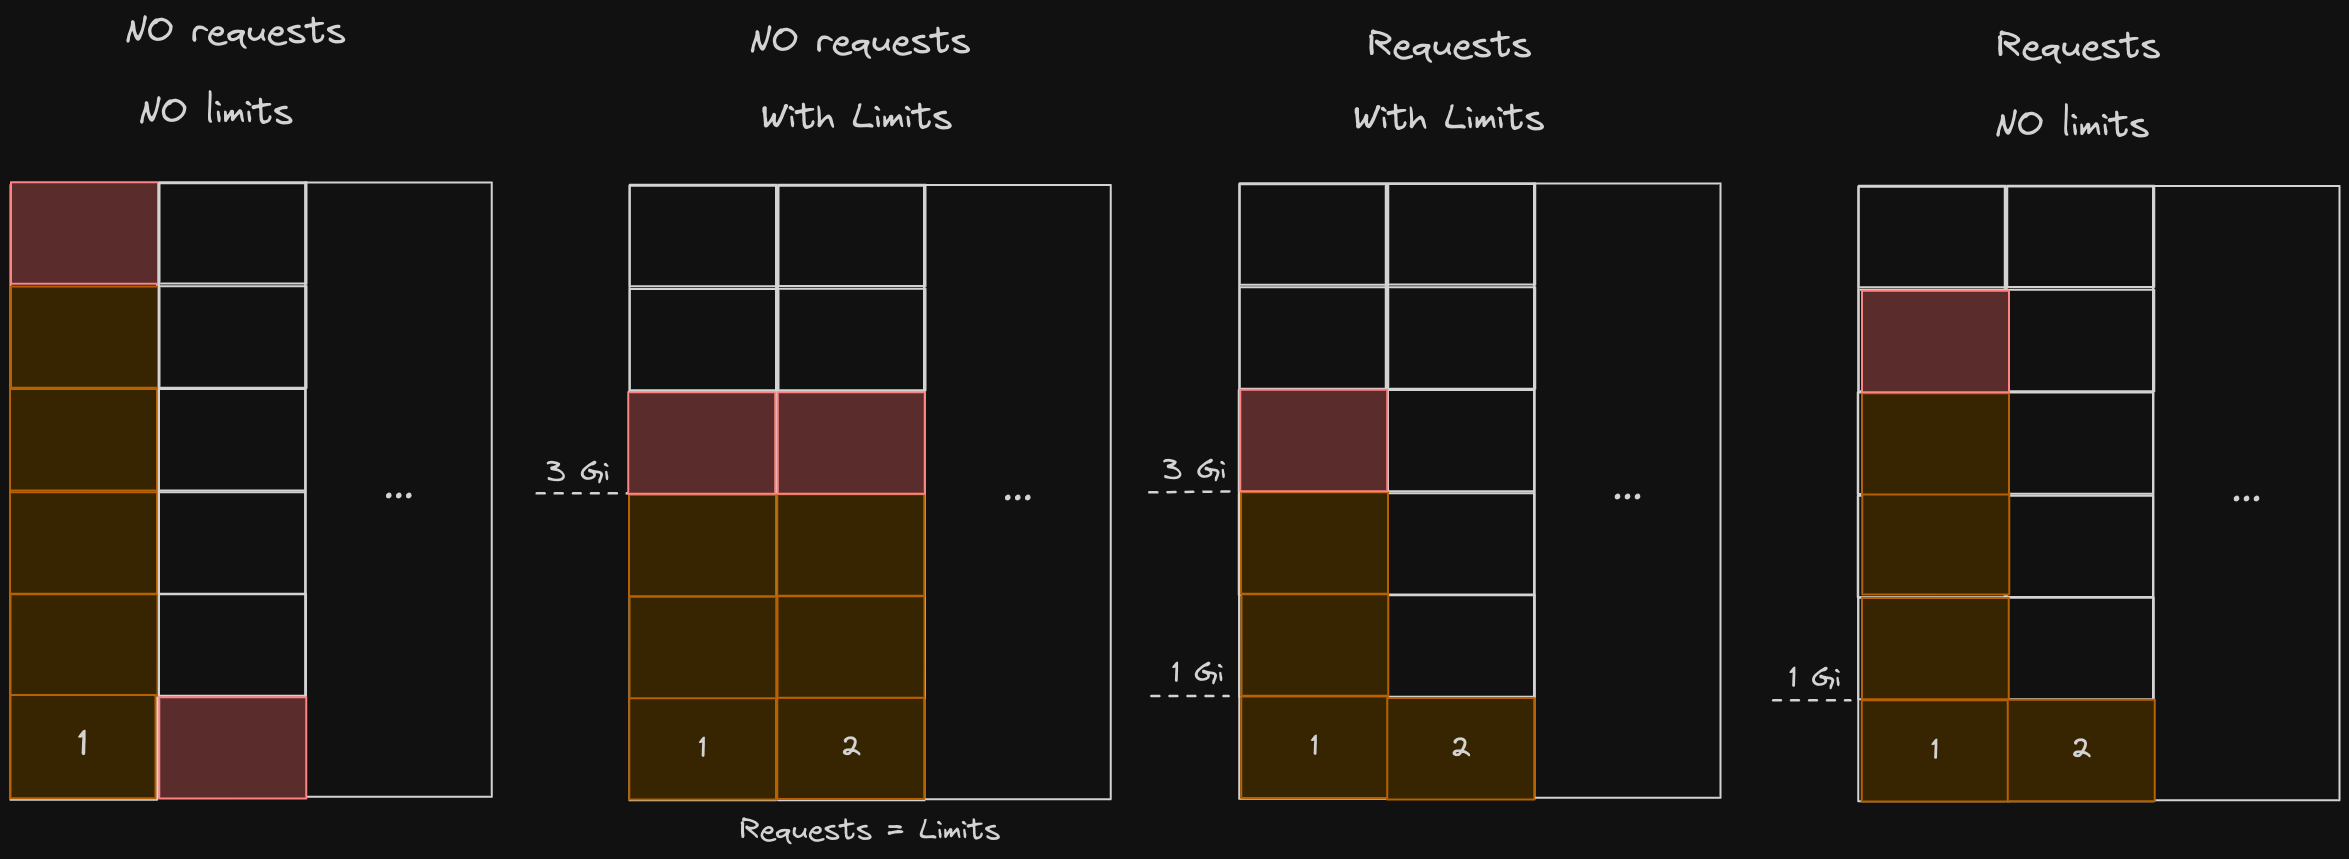 NO requests
NO limits
1
...
NO requests
With Limits
3 Gi
1
2
...
Requests = Limits
Requests
With Limits
3 Gi
1 Gi
1
2
...
Requests
NO limits
1 Gi
1
2
...